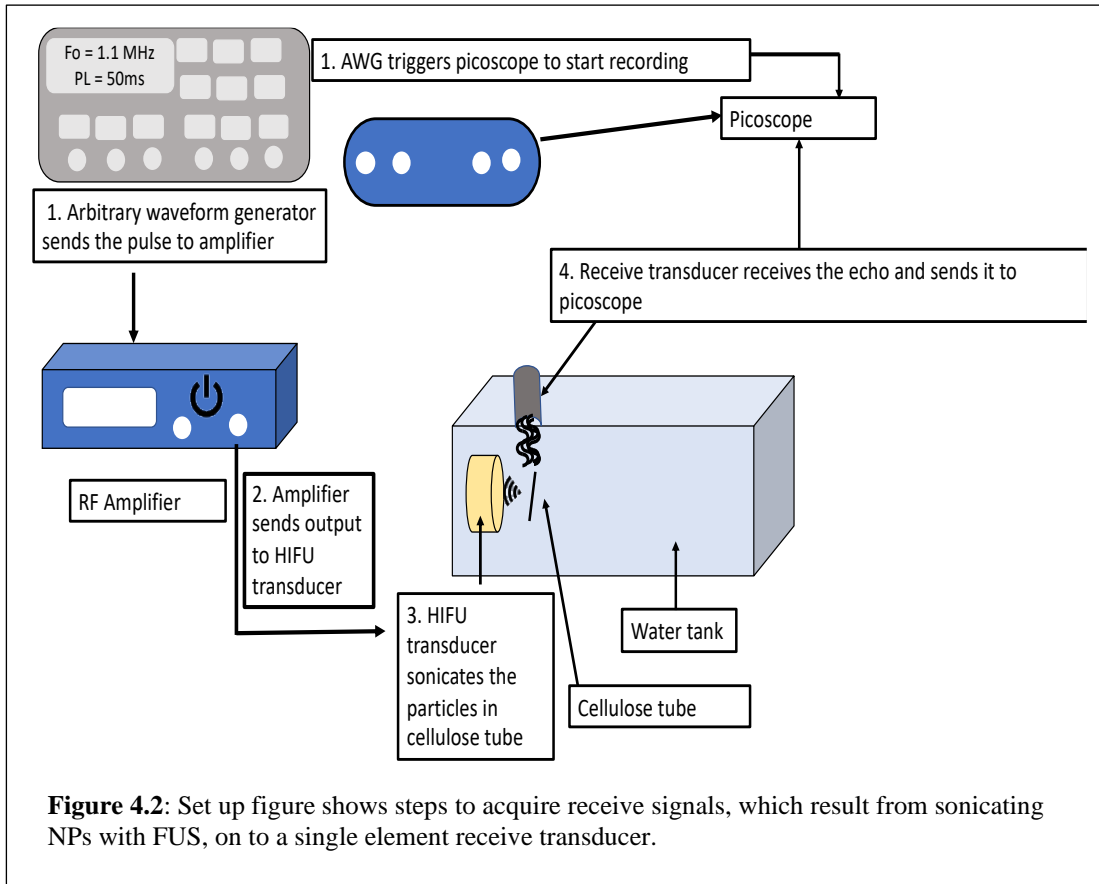 Fo = 1.1 MHz
PL = 50ms
1. AWG triggers picoscope to start recording
Picoscope
1. Arbitrary waveform generator
sends the pulse to amplifier
4. Receive transducer receives the echo and sends it to
picoscope
RF Amplifier
2. Amplifier
sends output
to HIFU
transducer
3. HIFU
transducer
sonicates the
particles in
cellulose tube
Water tank
Cellulose tube
Figure 4.2: Set up figure shows steps to acquire receive signals, which result from sonicating
NPs with FUS, on to a single element receive transducer.